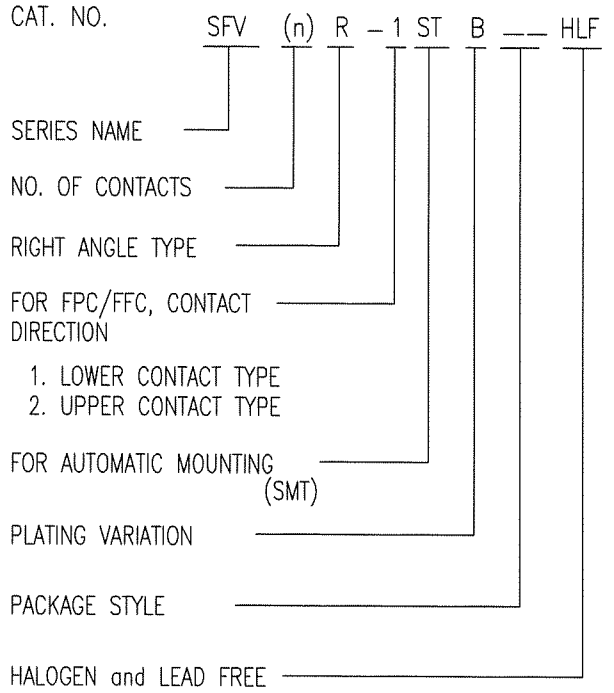 CAT. NO. SFV (n) R - 1 ST B __ HLF
SERIES NAME
NO. OF CONTACTS
RIGHT ANGLE TYPE
FOR FPC/FFC, CONTACT
DIRECTION
1. LOWER CONTACT TYPE
2. UPPER CONTACT TYPE
FOR AUTOMATIC MOUNTING
(SMT)
PLATING VARIATION
PACKAGE STYLE
HALOGEN and LEAD FREE